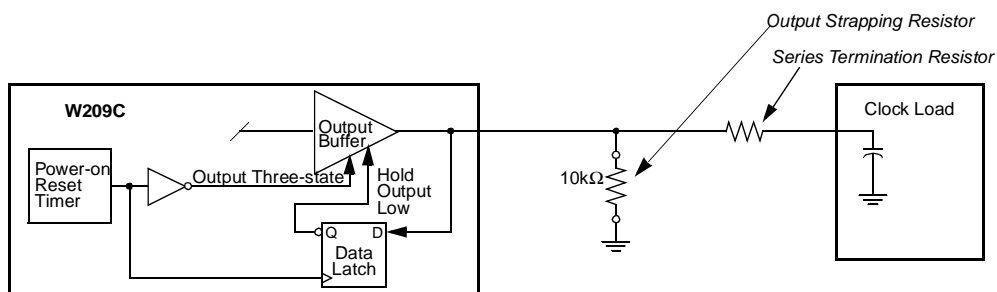 Output Strapping Resistor
Series Termination Resistor
W209C
Clock Load
Output
Buffer
Power-on
Reset
Timer
Output Three-state
Hold
Output
Low
10kΩ
Q
D
Data
Latch